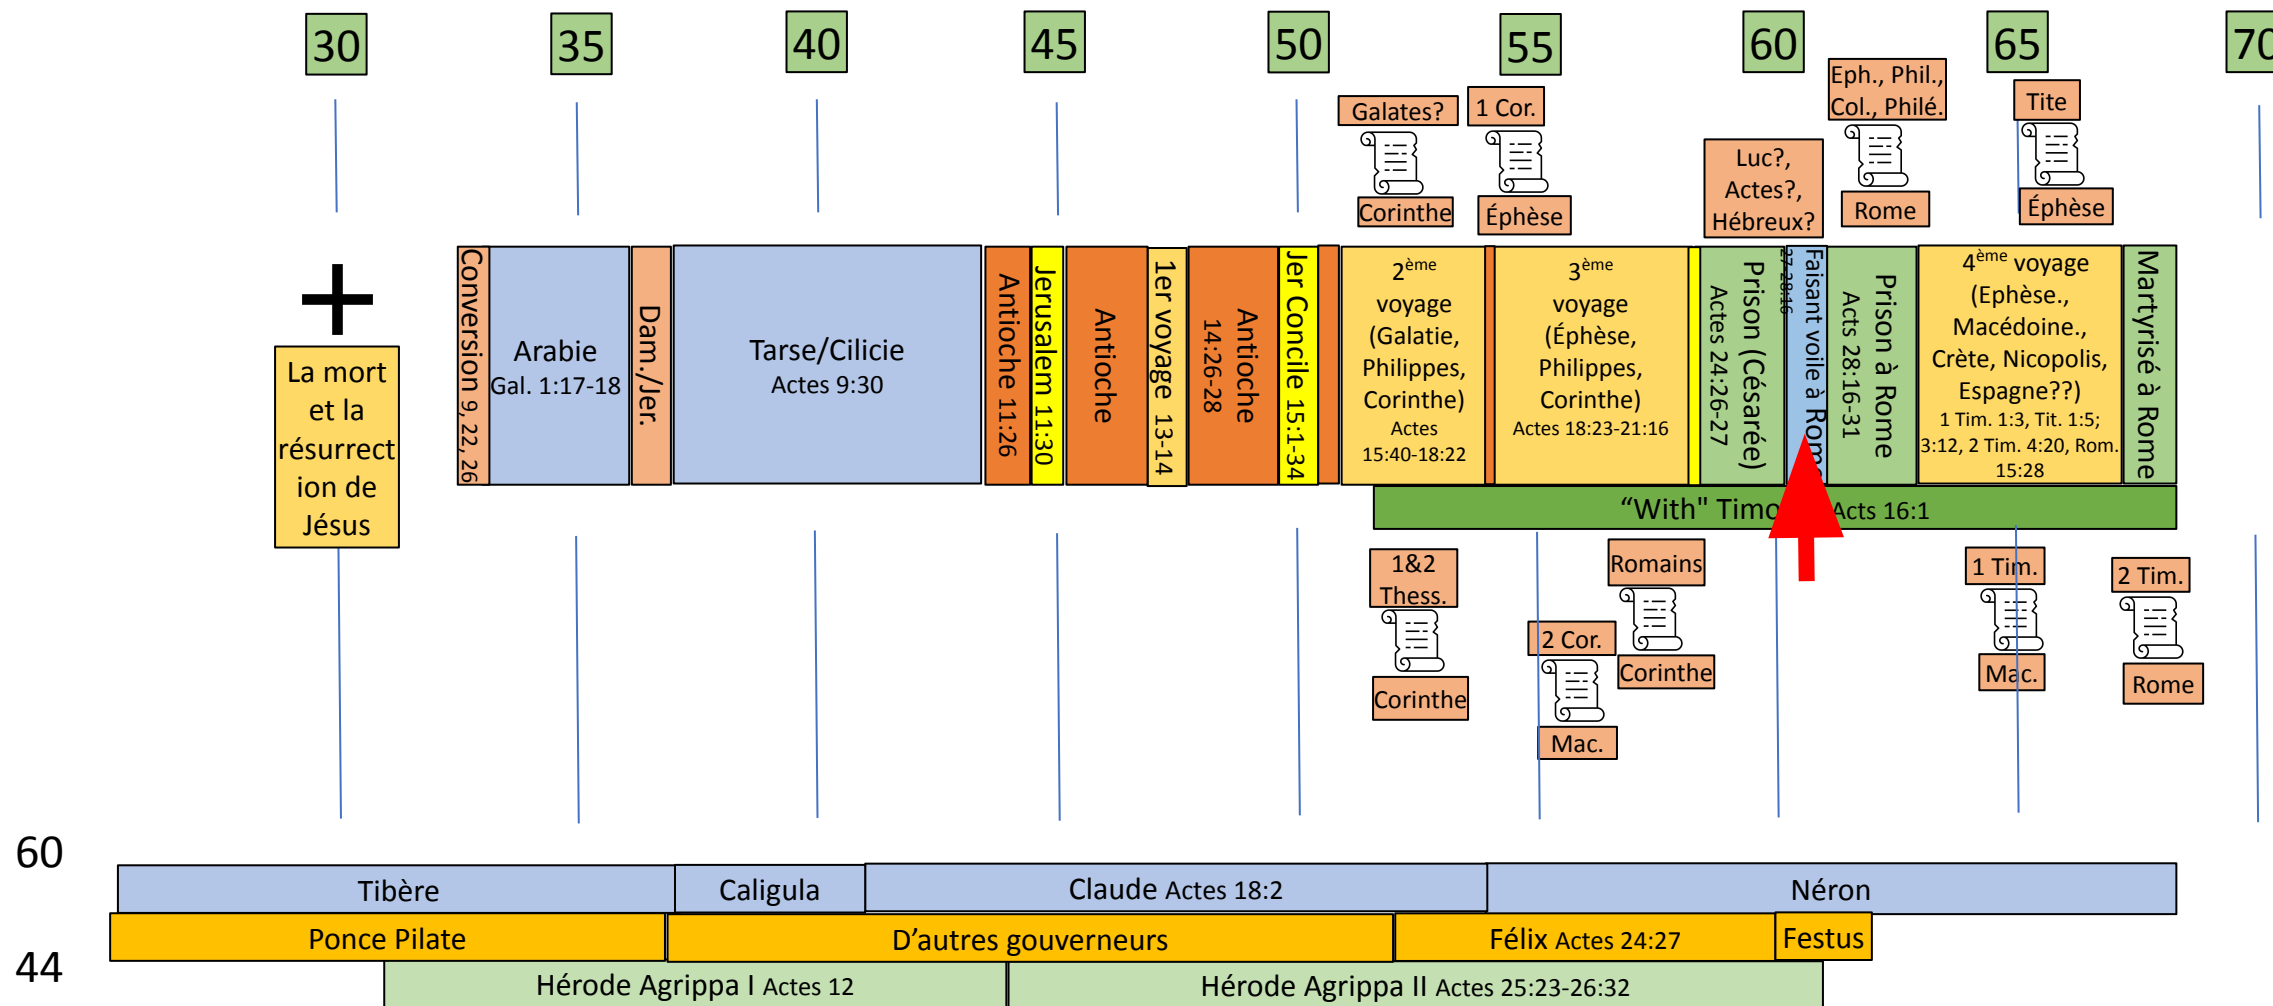 30
35
40
45
50
55
60
65
70
Galates?
Corinthe
1 Cor.
Éphèse
Luc?,
Actes?,
Hébreux?
Eph., Phil.,
Col., Philé.
Rome
Tite
Éphèse
La mort
et la
résurrect
ion de
Jésus
Conversion 9, 22, 26
Arabie
Gal. 1:17-18
Dam./Jer.
Tarse/Cilicie
Actes 9:30
Antioche 11:26
Jerusalem 11:30
Antioche
1er voyage 13-14
Antioche
14:26-28
Jer Concile 15:1-34
2ème
voyage
(Galatie,
Philippes,
Corinthe)
Actes
15:40-18:22
3ème
voyage
(Éphèse,
Philippes,
Corinthe)
Actes 18:23-21:16
Prison (Césarée)
Actes 24:26-27
Faisant voile à Rome
27-28:16
Prison à Rome
Acts 28:16-31
4ème voyage
(Ephèse.,
Macédoine.,
Crète, Nicopolis,
Espagne??)
1 Tim. 1:3, Tit. 1:5;
3:12, 2 Tim. 4:20, Rom.
15:28
Martyrisé à Rome
“With" Timo Acts 16:1
1&2
Thess.
Corinthe
2 Cor.
Mac.
Romains
Corinthe
1 Tim.
Mac.
2 Tim.
Rome
60
Tibère
Caligula
Claude Actes 18:2
Néron
Ponce Pilate
D'autres gouverneurs
Félix Actes 24:27
Festus
44
Hérode Agrippa I Actes 12
Hérode Agrippa II Actes 25:23-26:32